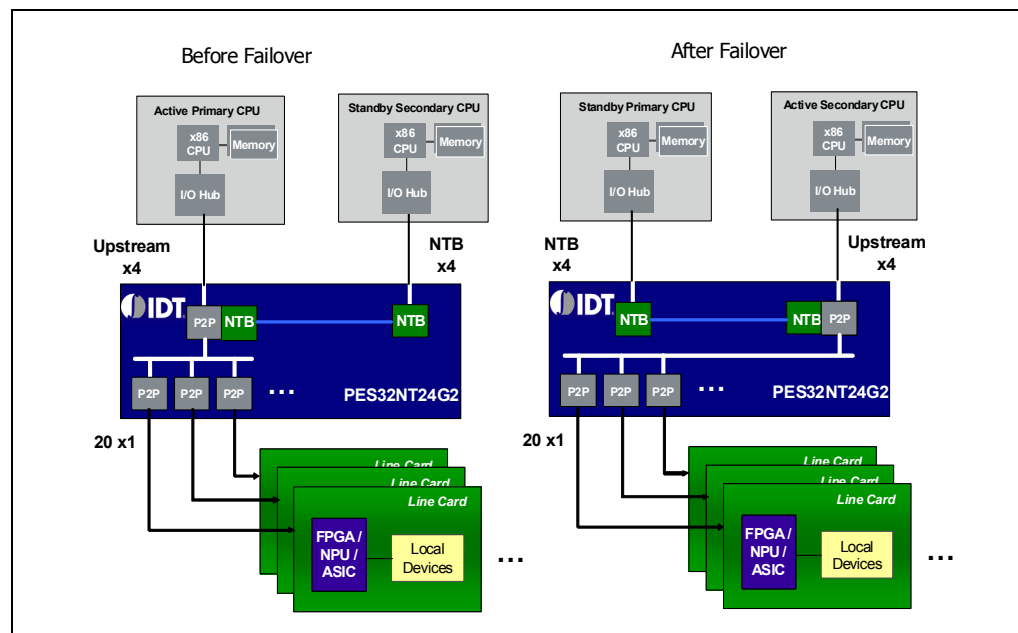 Before Failover
Active Primary CPU
x86
CPU
Memory
I/O Hub
Standby Secondary CPU
x86
CPU
Memory
I/O Hub
Upstream
x4
NTB
x4
IDT
P2P
NTB
NTB
P2P
P2P
P2P
...
PES32NT24G2
20 x1
Line Card
Line Card
Line Card
FPGA /
NPU /
ASIC
Local
Devices
...
After Failover
Standby Primary CPU
x86
CPU
Memory
I/O Hub
Active Secondary CPU
x86
CPU
Memory
I/O Hub
NTB
x4
Upstream
x4
IDT
NTB
NTB
P2P
P2P
P2P
P2P
...
PES32NT24G2
20 x1
Line Card
Line Card
Line Card
FPGA /
NPU /
ASIC
Local
Devices
...